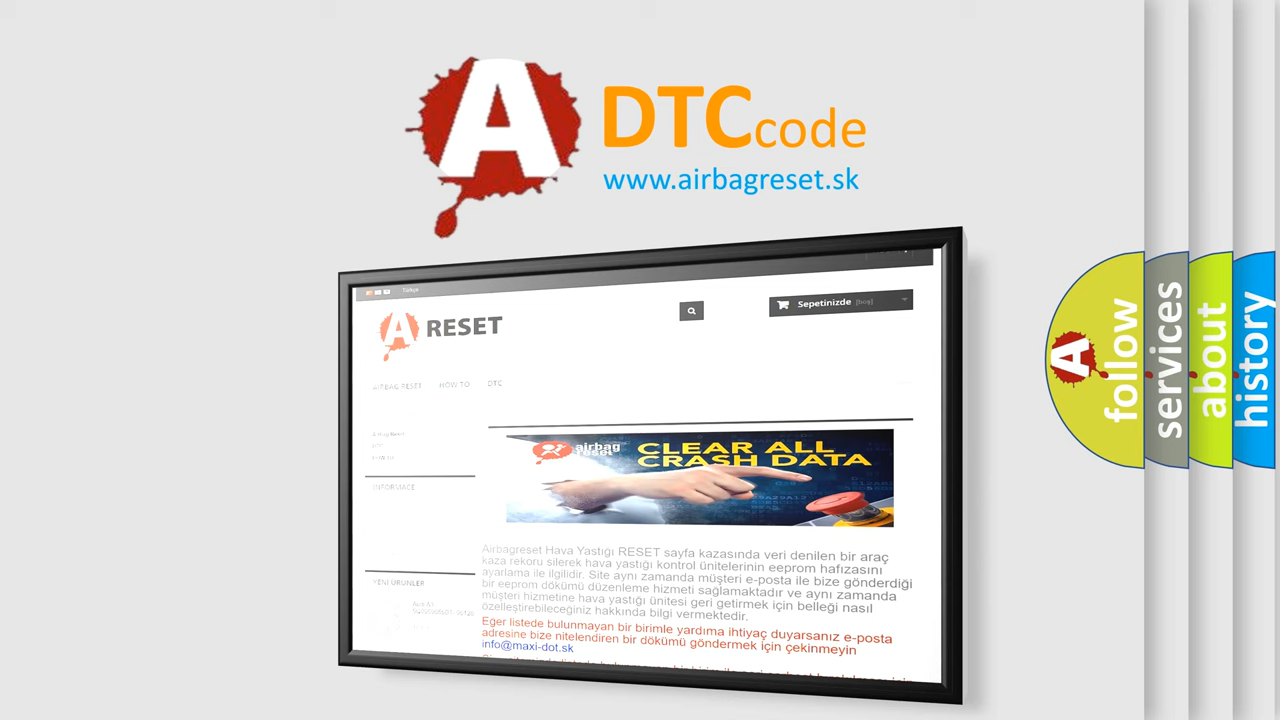 A
DTC code
www.airbagreset.sk
Türkçe
A RESET
Sepetinizde [boş]
AIRBAG RESET HOW TO DTC
INFORMACE
airbag
reset
CLEAR ALL
CRASH DATA
YENİ ÜRÜNLER
Airbagreset Hava Yastığı RESET sayfa kazasında veri denilen bir araç
kaza rekoru silerek hava yastığı kontrol ünitelerinin eeprom hafızasını
ayarlama ile ilgilidir. Site aynı zamanda müşteri e-posta ile bize gönderdiği
bir eeprom dökümü düzenleme hizmeti sağlamaktadır ve aynı zamanda
müşteri hizmetine hava yastığı ünitesi geri getirmek için belleği nasıl
özelleştirebileceğiniz hakkında bilgi vermektedir.
Eğer listede bulunmayan bir birimle yardıma ihtiyaç duyarsanız e-posta
adresine bize nitelendiren bir dökümü göndermek için çekinmeyin
info@maxi-dot.sk
A
follow
services
about
history